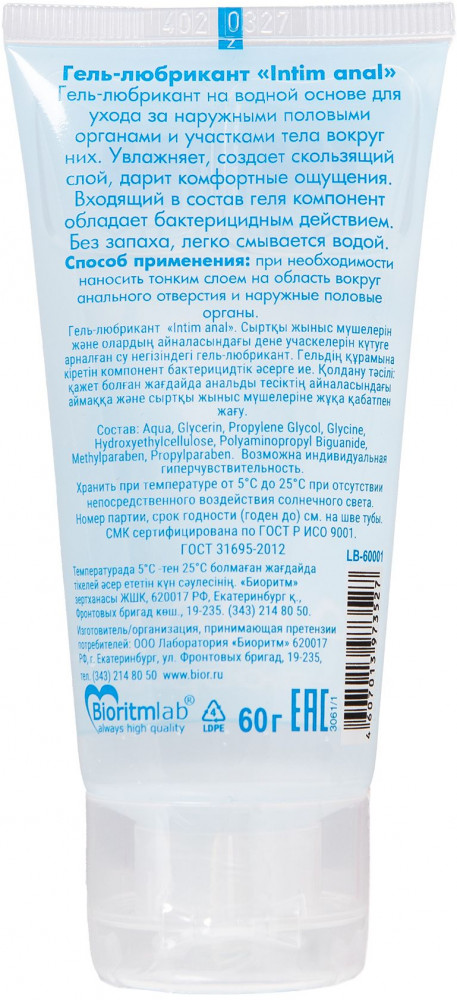 402 0327
Гель-любрикант «Intim anal»
Гель-любрикант на водной основе для
ухода за наружными половыми
органами и участками тела вокруг
них. Увлажняет, создает скользящий
слой, дарит комфортные ощущения.
Входящий в состав геля компонент
обладает бактерицидным действием.
Без запаха, легко смывается водой.
Способ применения: при необходимости
наносить тонким слоем на область вокруг
анального отверстия и наружные половые
органы.
Гель-любрикант «Intim anal». Сыртқы жыныс мүшелерін
және олардың айналасындағы дене учаскелерін күтуге
арналған су негізіндегі гель-любрикант. Гельдің құрамына
кіретін компонент бактерицидтік әсерге ие. Қолдану тәсілі:
қажет болған жағдайда анальды тесіктің айналасындағы
аймаққа және сыртқы жыныс мүшелеріне жұқа қабатпен
жағу.
Состав: Aqua, Glycerin, Propylene Glycol, Glycine,
Hydroxyethylcellulose, Polyaminopropyl Biguanide,
Methylparaben, Propylparaben. Возможна индивидуальная
гиперчувствительность.
Хранить при температуре от 5°С до 25°С при отсутствии
непосредственного воздействия солнечного света.
Номер партии, срок годности (годен до) см. на шве тубы.
СМК сертифицирована по ГОСТ Р ИСО 9001.
ГОСТ 31695-2012
LB-60001
Температурада 5°С -тен 25°С болмаған жағдайда
тікелей әсер ететін күн сәулесінің. «Биоритм»
зертханасы ЖШК, 620017 РФ, Екатеринбург қ.,
Фронтовых бригад көш., 19-235. (343) 214 80 50.
Изготовитель/организация, принимающая претензии
потребителей: ООО Лаборатория «Биоритм» 620017
РФ, г. Екатеринбург, ул. Фронтовых бригад, 19-235,
тел. (343) 214 80 50 www.bior.ru
4 607013 973527
Bioritmlab®
always high quality
4
LDPE
60 г
EAC
3061/1